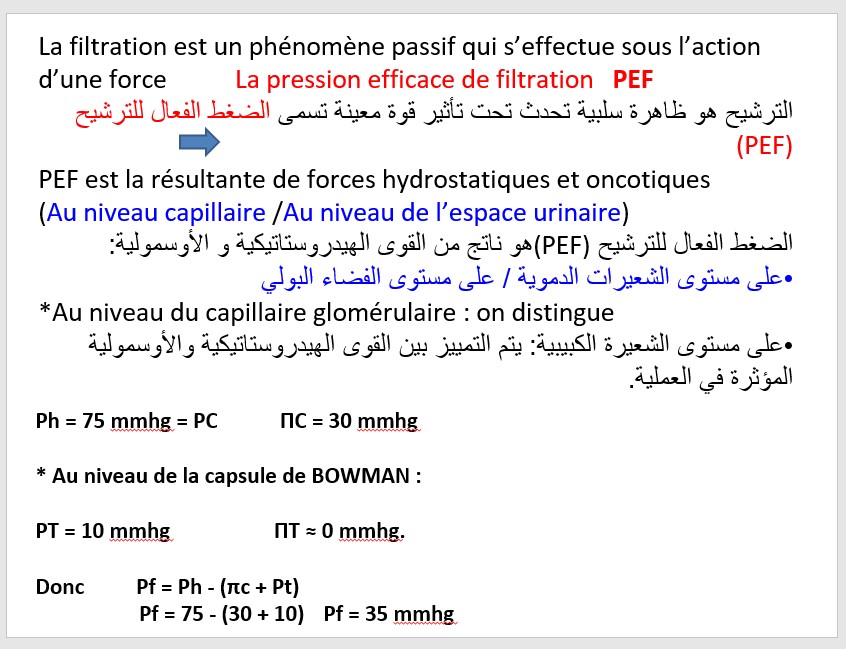 La filtration est un phénomène passif qui s’effectue sous l’action
d’une force La pression efficace de filtration PEF
الترشيح هو ظاهرة سلبية تحدث تحت تأثير قوة معينة تسمى الضغط الفعال للترشيح
(PEF)
PEF est la résultante de forces hydrostatiques et oncotiques
(Au niveau capillaire /Au niveau de l’espace urinaire)
الضغط الفعال للترشيح (PEF)هو ناتج من القوى الهيدروستاتيكية و الأوسمولية:
•على مستوى الشعيرات الدموية / على مستوى الفضاء البولي
*Au niveau du capillaire glomérulaire : on distingue
•على مستوى الشعيرة الكبيبية: يتم التمييز بين القوى الهيدروستاتيكية والأوسمولية
المؤثرة في العملية.
Ph = 75 mmhg = PC ΠC = 30 mmhg
* Au niveau de la capsule de BOWMAN :
PT = 10 mmhg ΠT ≈ 0 mmhg.
Donc Pf = Ph - (πc + Pt)
Pf = 75 - (30 + 10) Pf = 35 mmhg